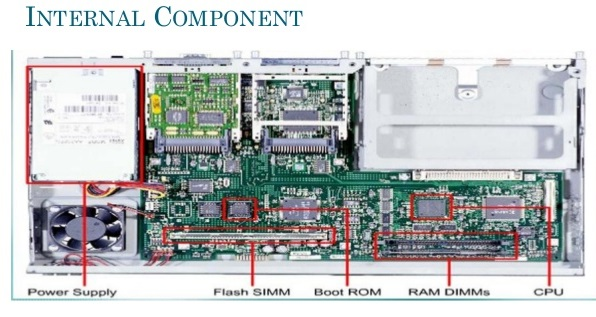 INTERNAL COMPONENT
Power Supply Flash SIMM Boot ROM RAM DIMMs CPU